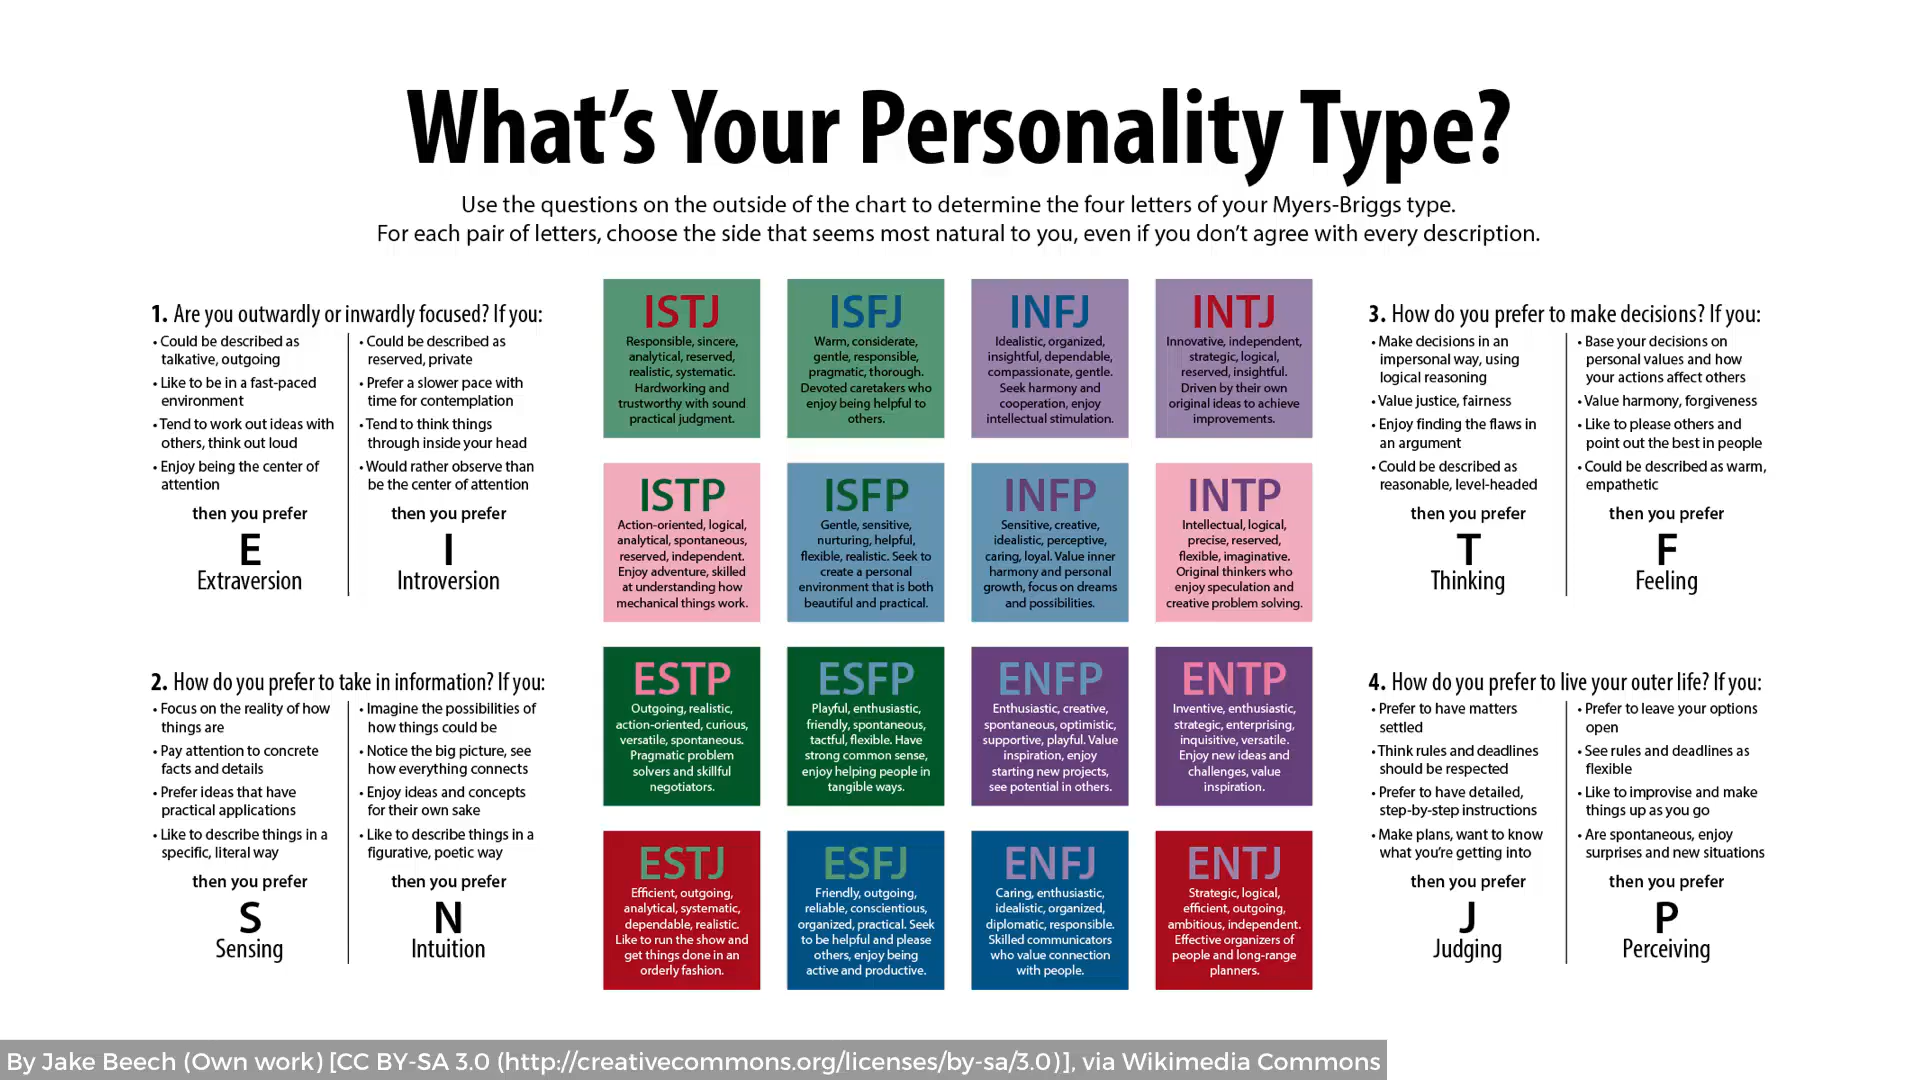 What's Your Personality Type?
Use the questions on the outside of the chart to determine the four letters of your Myers-Briggs type.
For each pair of letters, choose the side that seems most natural to you, even if you don't agree with every description.
1. Are you outwardly or inwardly focused? If you:
• Could be described as
talkative, outgoing
• Like to be in a fast-paced
environment
• Tend to work out ideas with
others, think out loud
• Enjoy being the center of
attention
then you prefer
E
Extraversion
• Could be described as
reserved, private
• Prefer a slower pace with
time for contemplation
• Tend to think things
through inside your head
• Would rather observe than
be the center of attention
then you prefer
I
Introversion
2. How do you prefer to take in information? If you:
• Focus on the reality of how
things are
• Pay attention to concrete
facts and details
• Prefer ideas that have
practical applications
• Like to describe things in a
specific, literal way
then you prefer
S
Sensing
• Imagine the possibilities of
how things could be
• Notice the big picture, see
how everything connects
• Enjoy ideas and concepts
for their own sake
• Like to describe things in a
figurative, poetic way
then you prefer
N
Intuition
ISTJ
Responsible, sincere,
analytical, reserved,
realistic, systematic.
Hardworking and
trustworthy with sound
practical judgment.
ISFJ
Warm, considerate,
gentle, responsible,
pragmatic, thorough.
Devoted caretakers who
enjoy being helpful to
others.
INFJ
Idealistic, organized,
insightful, dependable,
compassionate, gentle.
Seek harmony and
cooperation, enjoy
intellectual stimulation.
INTJ
Innovative, independent,
strategic, logical,
reserved, insightful.
Driven by their own
original ideas to achieve
improvements.
ISTP
Action-oriented, logical,
analytical, spontaneous,
reserved, independent.
Enjoy adventure, skilled
at understanding how
mechanical things work.
ISFP
Gentle, sensitive,
nurturing, helpful,
flexible, realistic. Seek to
create a personal
environment that is both
beautiful and practical.
INFP
Sensitive, creative,
idealistic, perceptive,
caring, loyal. Value inner
harmony and personal
growth, focus on dreams
and possibilities.
INTP
Intellectual, logical,
precise, reserved,
flexible, imaginative.
Original thinkers who
enjoy speculation and
creative problem solving.
ESTP
Outgoing, realistic,
action-oriented, curious,
versatile, spontaneous.
Pragmatic problem
solvers and skillful
negotiators.
ESFP
Playful, enthusiastic,
friendly, spontaneous,
tactful, flexible. Have
strong common sense,
enjoy helping people in
tangible ways.
ENFP
Enthusiastic, creative,
spontaneous, optimistic,
supportive, playful. Value
inspiration, enjoy
starting new projects,
see potential in others.
ENTP
Inventive, enthusiastic,
strategic, enterprising,
inquisitive, versatile.
Enjoy new ideas and
challenges, value
inspiration.
ESTJ
Efficient, outgoing,
analytical, systematic,
dependable, realistic.
Like to run the show and
get things done in an
orderly fashion.
ESFJ
Friendly, outgoing,
reliable, conscientious,
organized, practical. Seek
to be helpful and please
others, enjoy being
active and productive.
ENFJ
Caring, enthusiastic,
idealistic, organized,
diplomatic, responsible.
Skilled communicators
who value connection
with people.
ENTJ
Strategic, logical,
efficient, outgoing,
ambitious, independent.
Effective organizers of
people and long-range
planners.
3. How do you prefer to make decisions? If you:
• Make decisions in an
impersonal way, using
logical reasoning
• Value justice, fairness
• Enjoy finding the flaws in
an argument
• Could be described as
reasonable, level-headed
then you prefer
T
Thinking
• Base your decisions on
personal values and how
your actions affect others
• Value harmony, forgiveness
• Like to please others and
point out the best in people
• Could be described as warm,
empathetic
then you prefer
F
Feeling
4. How do you prefer to live your outer life? If you:
• Prefer to have matters
settled
• Think rules and deadlines
should be respected
• Prefer to have detailed,
step-by-step instructions
• Make plans, want to know
what you're getting into
then you prefer
J
Judging
• Prefer to leave your options
open
• See rules and deadlines as
flexible
• Like to improvise and make
things up as you go
• Are spontaneous, enjoy
surprises and new situations
then you prefer
P
Perceiving
By Jake Beech (Own work) [CC BY-SA 3.0 (http://creativecommons.org/licenses/by-sa/3.0)], via Wikimedia Commons